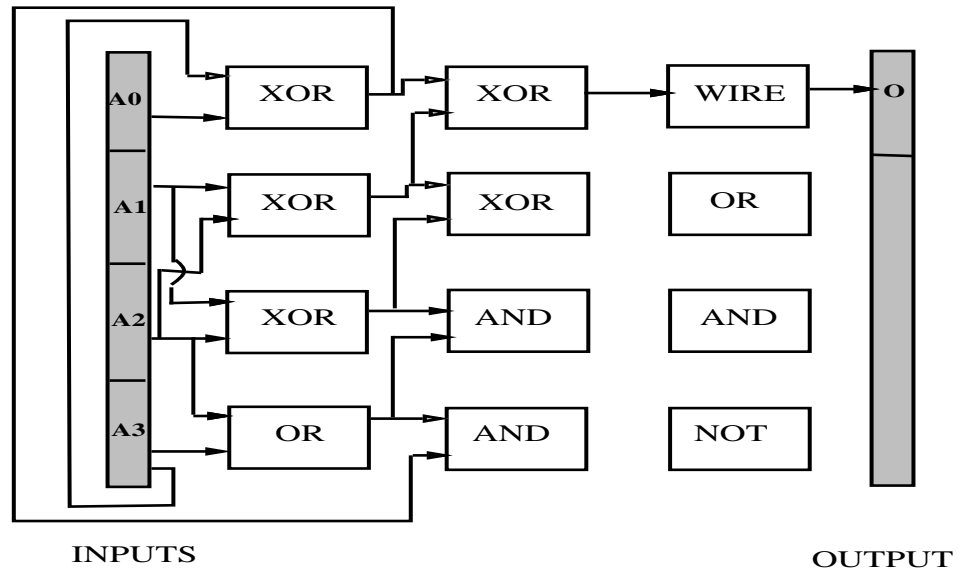 A0
XOR
XOR
WIRE
O
A1
XOR
XOR
OR
A2
XOR
AND
AND
A3
OR
AND
NOT
INPUTS
OUTPUT